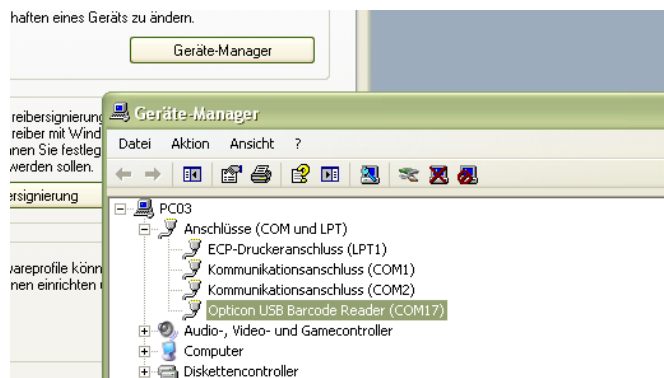 haften eines Geräts zu ändern.
Geräte-Manager
reibersignierung
reiber mit Wind
nnen Sie festleg
werden sollen.
ersignierung
vareprofile könn
nen einrichten
Geräte-Manager
Datei Aktion Ansicht ?
PC03
Anschlüsse (COM und LPT)
ECP-Druckeranschluss (LPT1)
Kommunikationsanschluss (COM1)
Kommunikationsanschluss (COM2)
Opticon USB Barcode Reader (COM17)
Audio-, Video- und Gamecontroller
Computer
Diskettencontroller